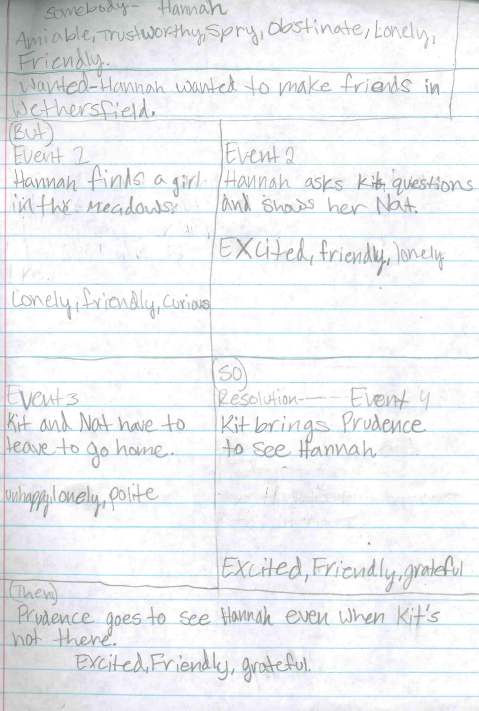 Somebody- Hannah
Amiable, Trustworthy, Spry, Obstinate, Lonely,
Friendly.
Wanted-Hannah wanted to make friends in
Wethersfield.
(But)
Event 1
Hannah finds a girl
in the Meadows.
Lonely, friendly, curious
Event 2
Hannah asks Kit questions
and shows her Nat.
Excited, friendly, lonely
Event 3
Kit and Nat have to
leave to go home.
unhappy, lonely, polite
(So)
Resolution---- Event 4
Kit brings Prudence
to see Hannah
Excited, Friendly, grateful
(Then)
Prudence goes to see Hannah even when Kit's
not there.
Excited, Friendly, grateful.